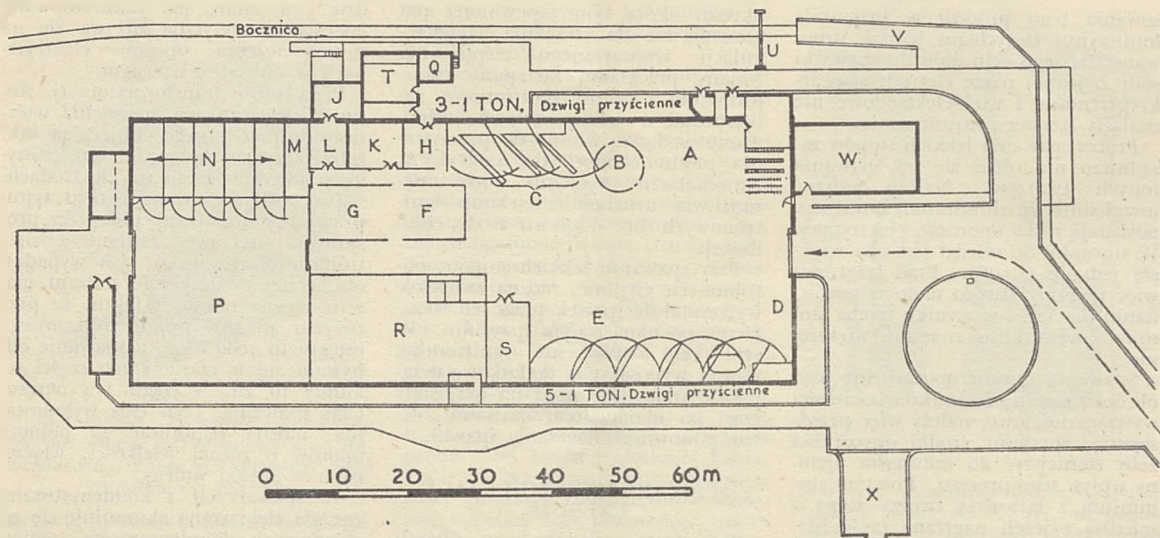 Bocznica
U
V
T
Q
J
3-1 TON. Dzwigi przyścienne
N
M
L
K
H
B
W
G
F
C
P
R
E
D
S
5-1 TON. Dzwigi przyścienne
0 10 20 30 40 50 60m
X